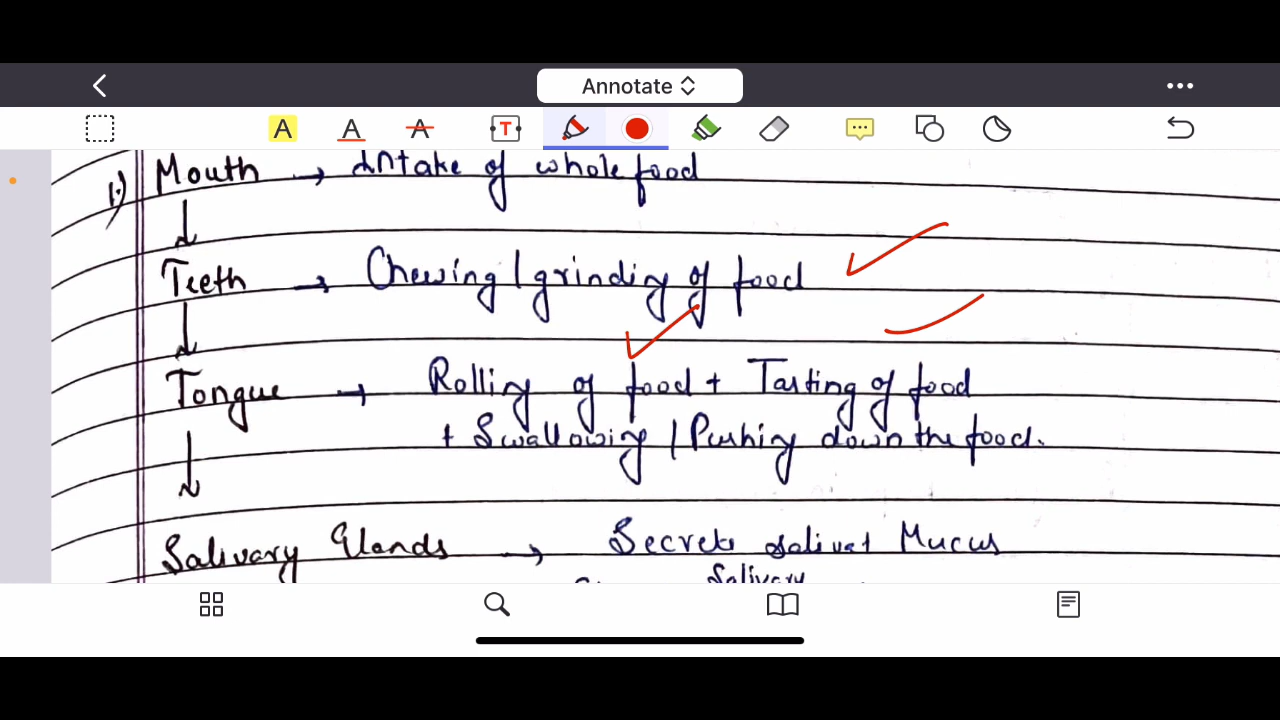 Annotate
A A A T
1.) Mouth → Intake of whole food
Teeth → Chewing / grinding of food
Tongue → Rolling of food + Tasting of food
+ Swallowing / Pushing down the food.
Salivary Glands → Secrete saliva + Mucus
Salivary